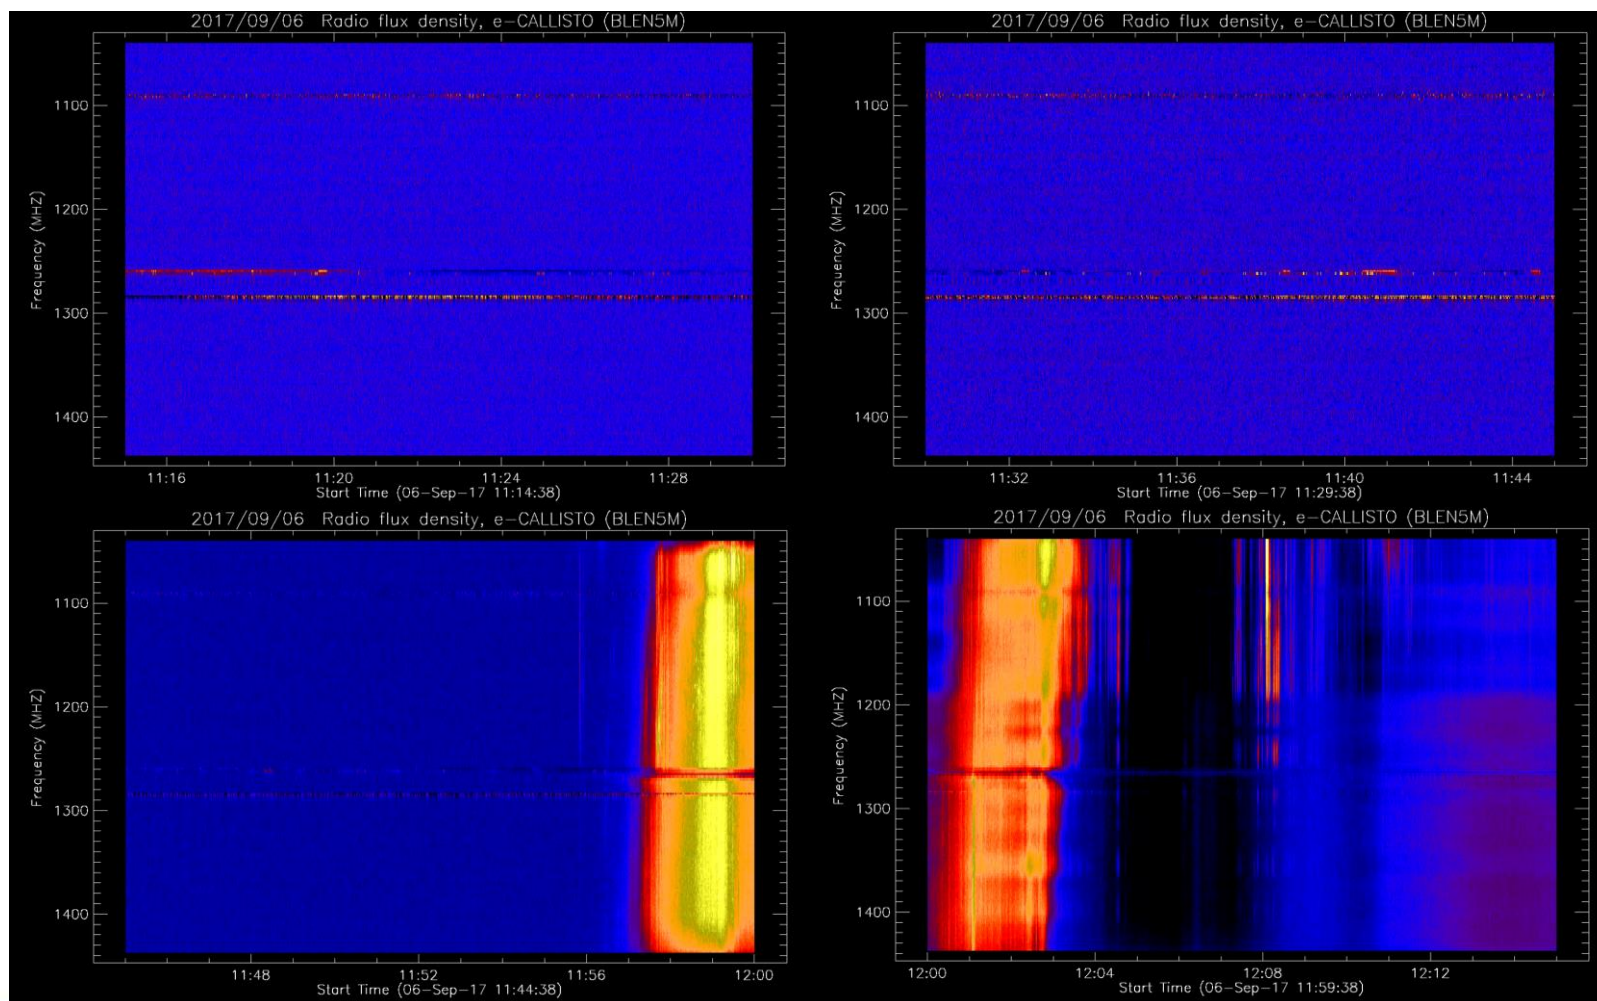 2017/09/06 Radio flux density, e-CALLISTO (BLEN5M)
1100
1200
1300
1400
Frequency (MHZ)
11:16 11:20 11:24 11:28
Start Time (06-Sep-17 11:14:38)
2017/09/06 Radio flux density, e-CALLISTO (BLEN5M)
1100
1200
1300
1400
Frequency (MHZ)
11:32 11:36 11:40 11:44
Start Time (06-Sep-17 11:29:38)
2017/09/06 Radio flux density, e-CALLISTO (BLEN5M)
1100
1200
1300
1400
Frequency (MHZ)
11:48 11:52 11:56 12:00
Start Time (06-Sep-17 11:44:38)
2017/09/06 Radio flux density, e-CALLISTO (BLEN5M)
1100
1200
1300
1400
Frequency (MHZ)
12:00 12:04 12:08 12:12
Start Time (06-Sep-17 11:59:38)